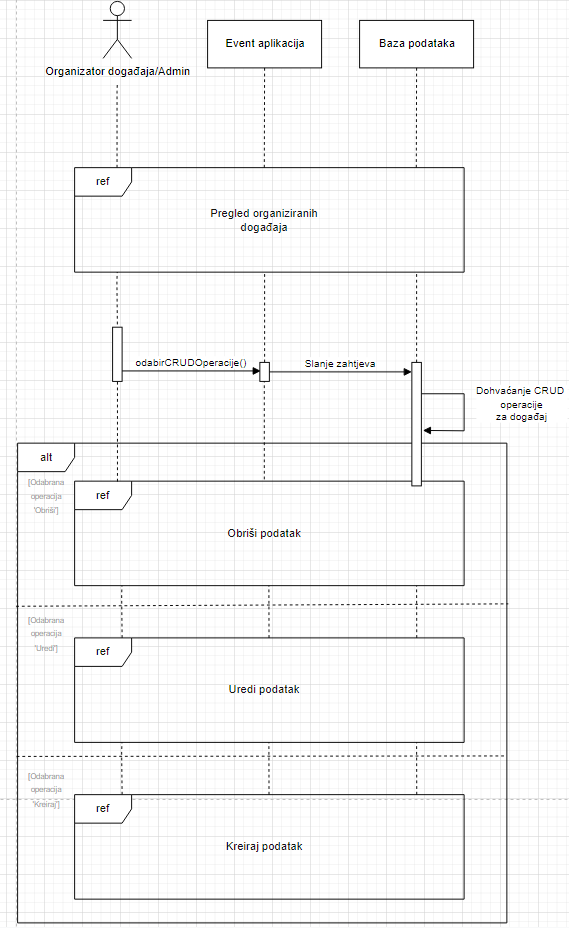 Organizator događaja/Admin
Event aplikacija
Baza podataka
ref
Pregled organiziranih
događaja
odabirCRUDOperacije()
Slanje zahtjeva
Dohvaćanje CRUD
operacije
za događaj
alt
[Odabrana
operacija
'Obriši']
ref
Obriši podatak
[Odabrana
operacija
'Uredi']
ref
Uredi podatak
[Odabrana
operacija
'Kreiraj']
ref
Kreiraj podatak